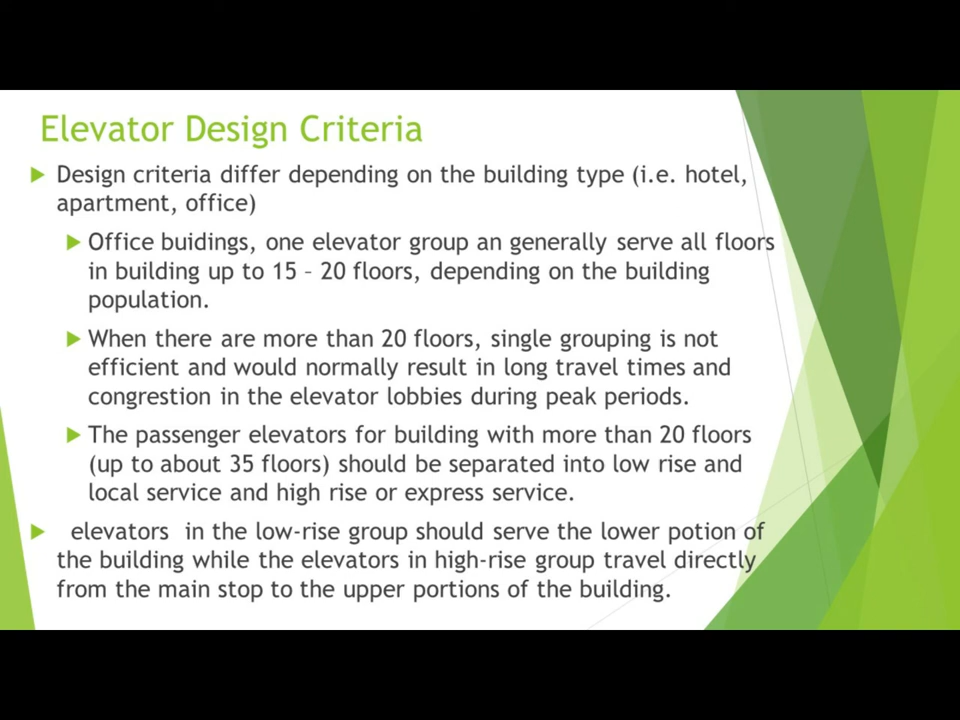 Elevator Design Criteria
Design criteria differ depending on the building type (i.e. hotel,
apartment, office)
Office buidings, one elevator group an generally serve all floors
in building up to 15 – 20 floors, depending on the building
population.
When there are more than 20 floors, single grouping is not
efficient and would normally result in long travel times and
congrestion in the elevator lobbies during peak periods.
The passenger elevators for building with more than 20 floors
(up to about 35 floors) should be separated into low rise and
local service and high rise or express service.
elevators in the low-rise group should serve the lower potion of
the building while the elevators in high-rise group travel directly
from the main stop to the upper portions of the building.